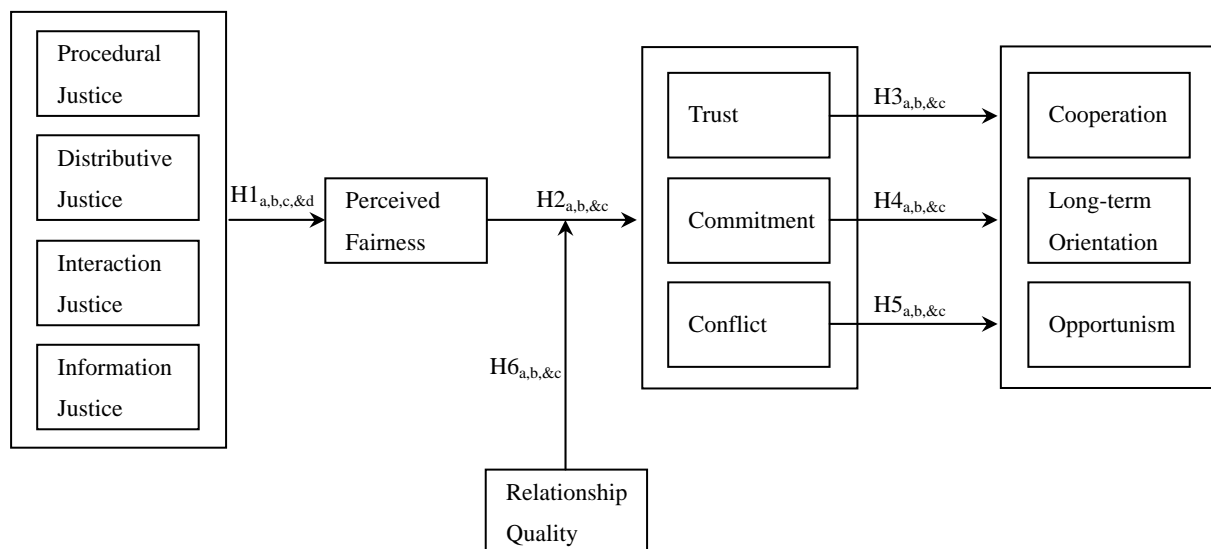 Procedural
Justice
Distributive
Justice
Interaction
Justice
Information
Justice
H1a,b,c,&d
Perceived
Fairness
H2a,b,&c
H6a,b,&c
Relationship
Quality
Trust
Commitment
Conflict
H3a,b,&c
H4a,b,&c
H5a,b,&c
Cooperation
Long-term
Orientation
Opportunism